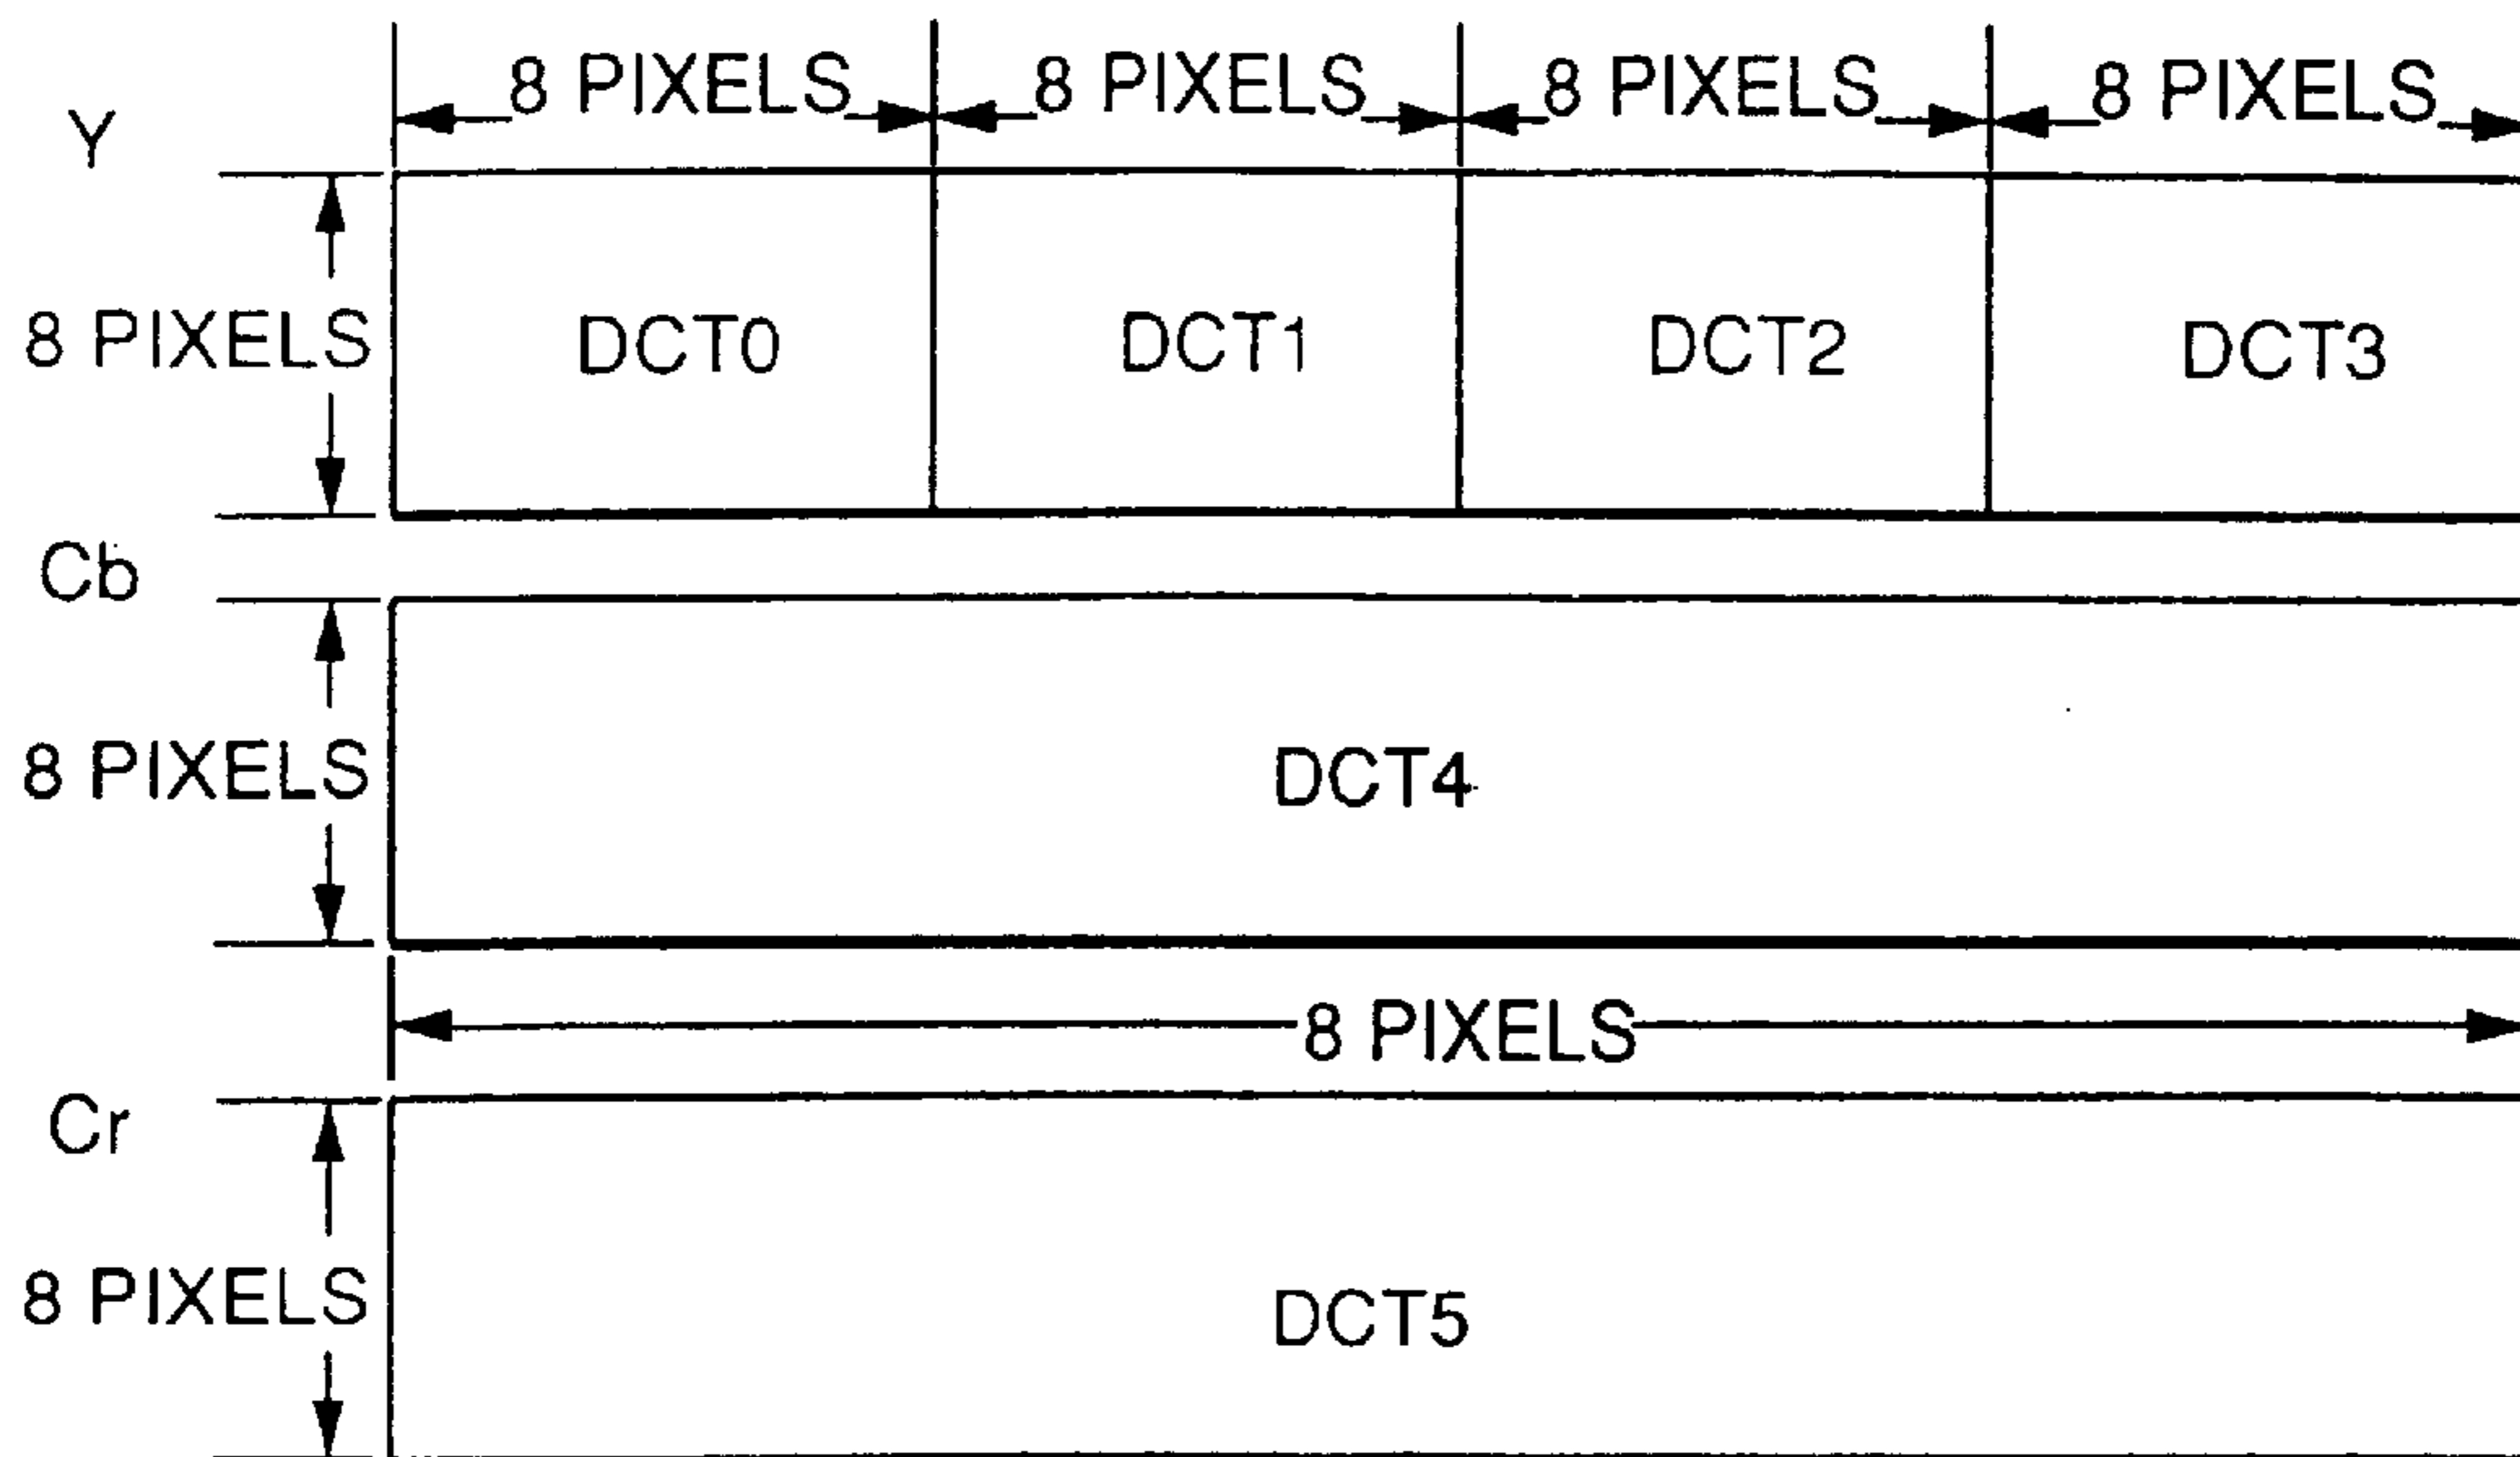 8 PIXELS 8 PIXELS 8 PIXELS 8 PIXELS
Y
8 PIXELS DCT0 DCT1 DCT2 DCT3
Cb
8 PIXELS DCT4
8 PIXELS
Cr
8 PIXELS DCT5